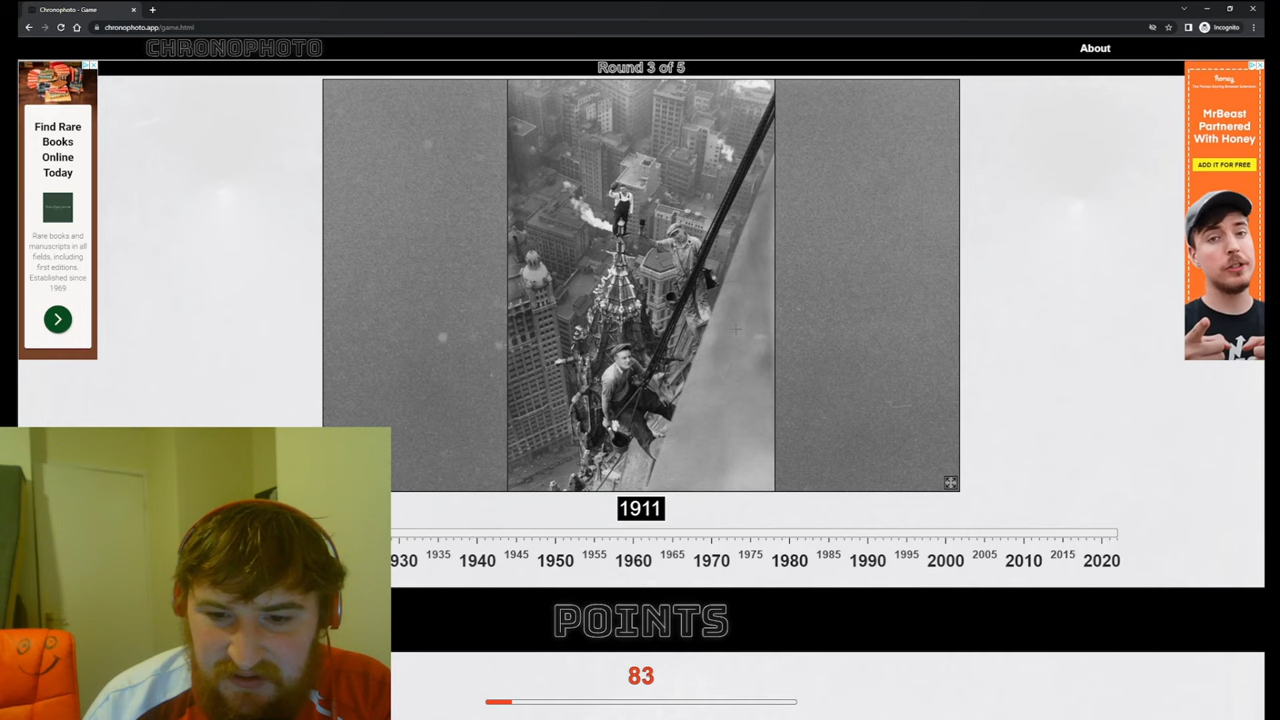 Chronophoto - Game
chronophoto.app/game.html
Incognito
CHRONOPHOTO
About
Round 3 of 5
Find Rare
Books
Online
Today
Rare books and
manuscripts in all
fields, including
first editions.
Established since
1969
honey
MrBeast
Partnered
With Honey
ADD IT FOR FREE
1911
930 1935 1940 1945 1950 1955 1960 1965 1970 1975 1980 1985 1990 1995 2000 2005 2010 2015 2020
POINTS
83